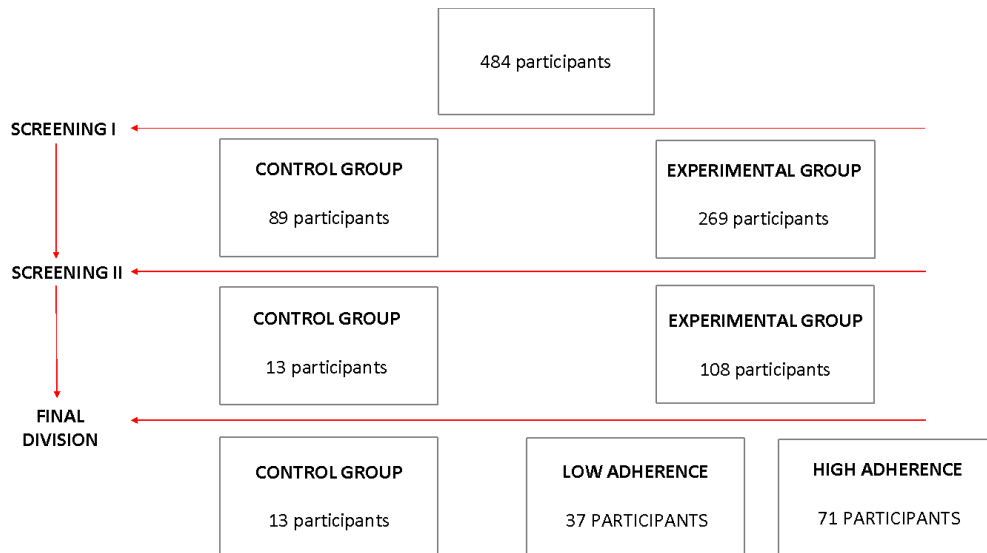 484 participants
SCREENING I
CONTROL GROUP
89 participants
EXPERIMENTAL GROUP
269 participants
SCREENING II
CONTROL GROUP
13 participants
EXPERIMENTAL GROUP
108 participants
FINAL
DIVISION
CONTROL GROUP
13 participants
LOW ADHERENCE
37 PARTICIPANTS
HIGH ADHERENCE
71 PARTICIPANTS